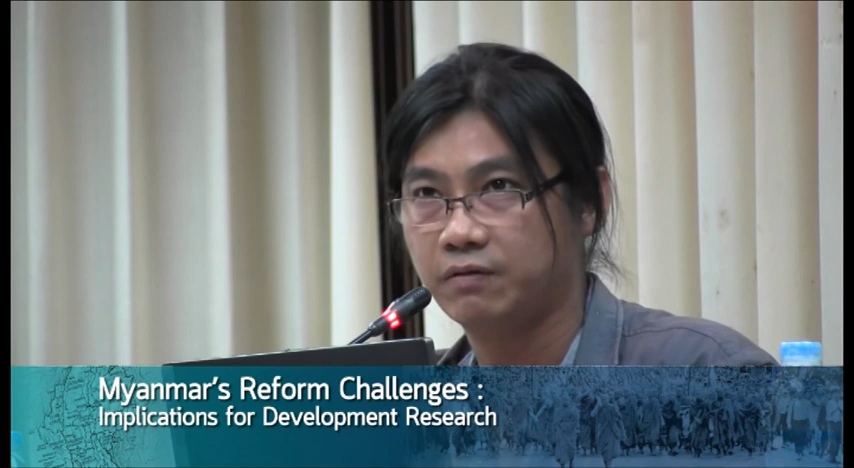 Myanmar's Reform Challenges :
Implications for Development Research